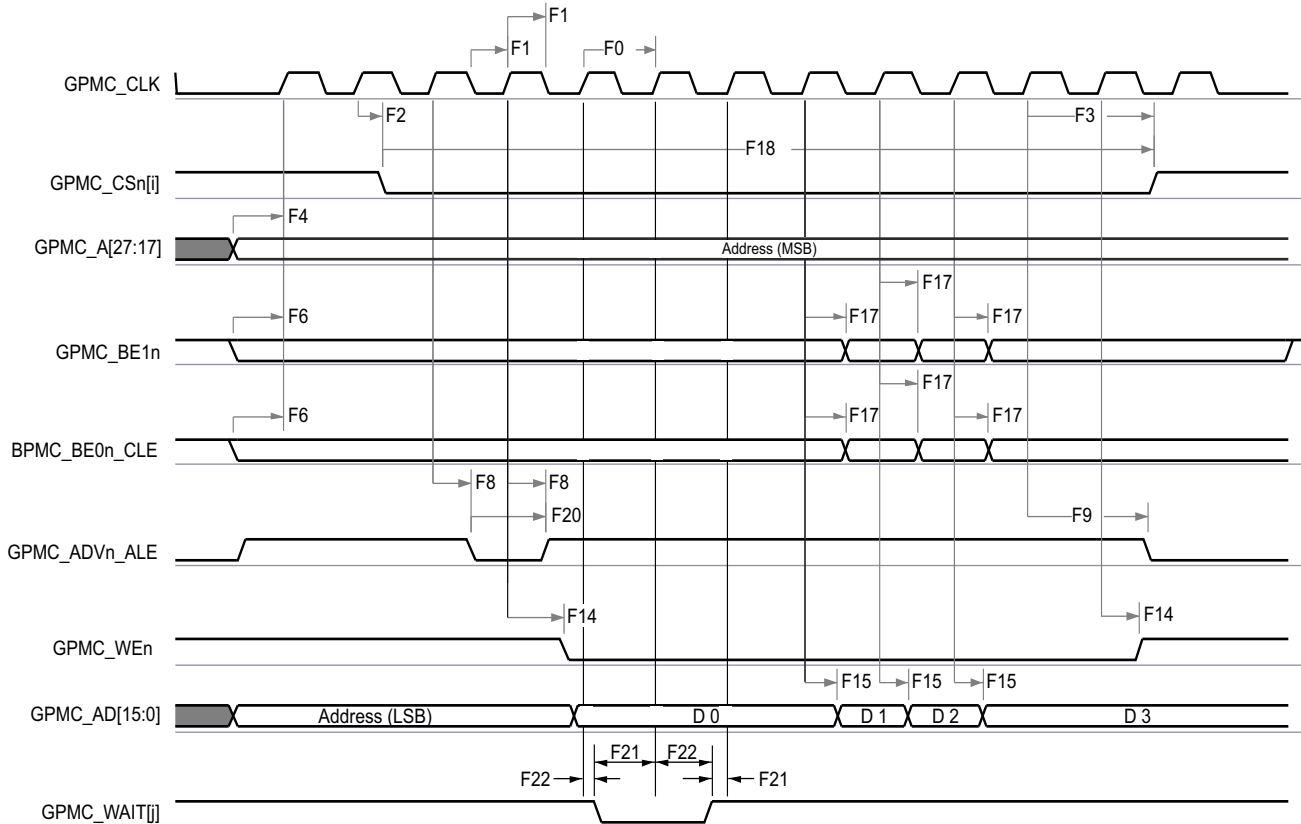 F1
F1 F0
GPMC_CLK
F2 F3
F18
GPMC_CSn[i]
F4
GPMC_A[27:17] Address (MSB)
F17
F6 F17 F17
GPMC_BE1n
F17
F6 F17 F17
BPMC_BE0n_CLE
F8 F8
F20 F9
GPMC_ADVn_ALE
F14 F14
GPMC_WEn
F15 F15 F15
GPMC_AD[15:0] Address (LSB) D 0 D 1 D 2 D 3
F21 F22
F22 F21
GPMC_WAIT[j]